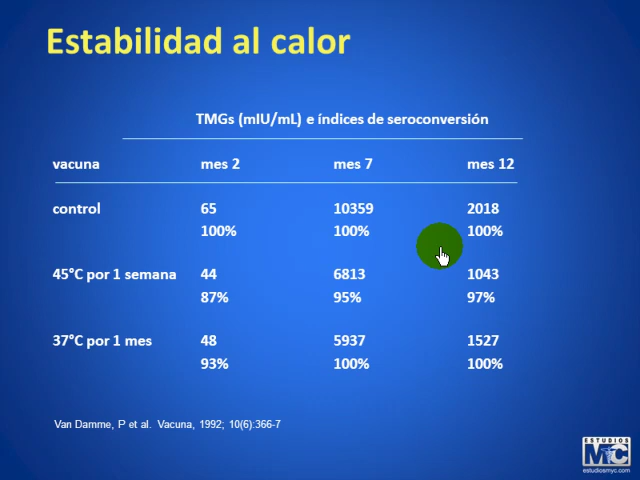 Estabilidad al calor
TMGs (mIU/mL) e índices de seroconversión
vacuna mes 2 mes 7 mes 12
control 65 10359 2018
100% 100% 100%
45°C por 1 semana 44 6813 1043
87% 95% 97%
37°C por 1 mes 48 5937 1527
93% 100% 100%
Van Damme, P et al. Vacuna, 1992; 10(6):366-7
ESTUDIOS
MyC
estudiosmyc.com